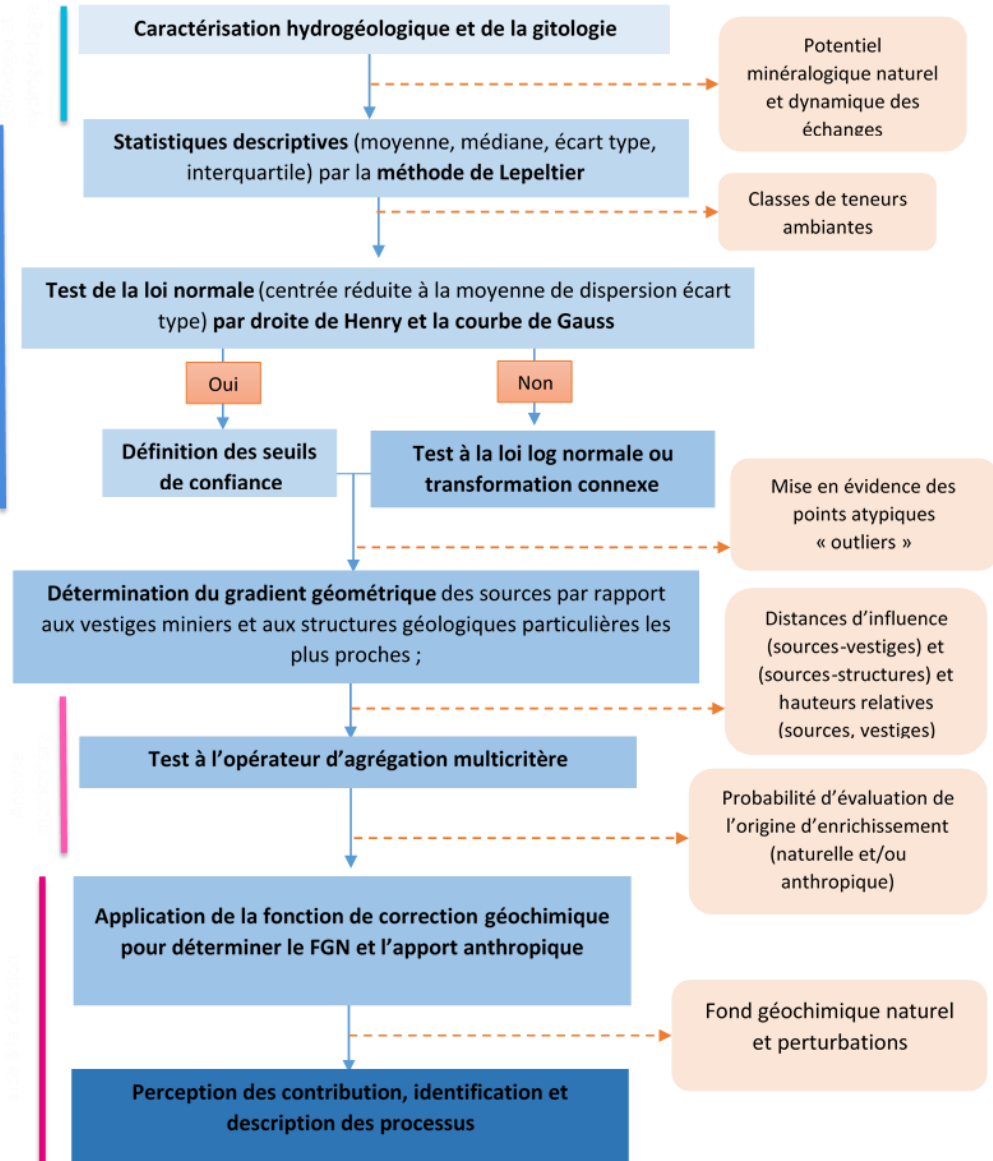 Caractérisation hydrogéologique et de la gitologie
Potentiel
minéralogique naturel
et dynamique des
échanges
Statistiques descriptives (moyenne, médiane, écart type,
interquartile) par la méthode de Lepeltier
Classes de teneurs
ambiantes
Test de la loi normale (centrée réduite à la moyenne de dispersion écart
type) par droite de Henry et la courbe de Gauss
Oui
Non
Définition des seuils
de confiance
Test à la loi log normale ou
transformation connexe
Mise en évidence des
points atypiques
« outliers »
Détermination du gradient géométrique des sources par rapport
aux vestiges miniers et aux structures géologiques particulières les
plus proches ;
Distances d’influence
(sources-vestiges) et
(sources-structures) et
hauteurs relatives
(sources, vestiges)
Test à l’opérateur d’agrégation multicritère
Probabilité d’évaluation de
l’origine d’enrichissement
(naturelle et/ou
anthropique)
Application de la fonction de correction géochimique
pour déterminer le FGN et l’apport anthropique
Fond géochimique naturel
et perturbations
Perception des contribution, identification et
description des processus